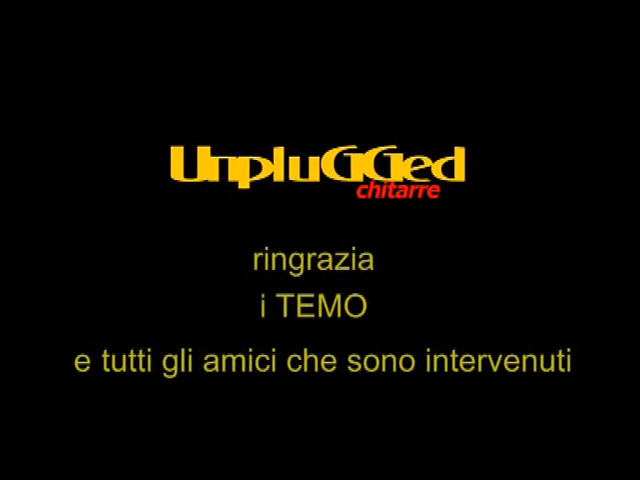 UnpluGGed
chitarre
ringrazia
i TEMO
e tutti gli amici che sono intervenuti